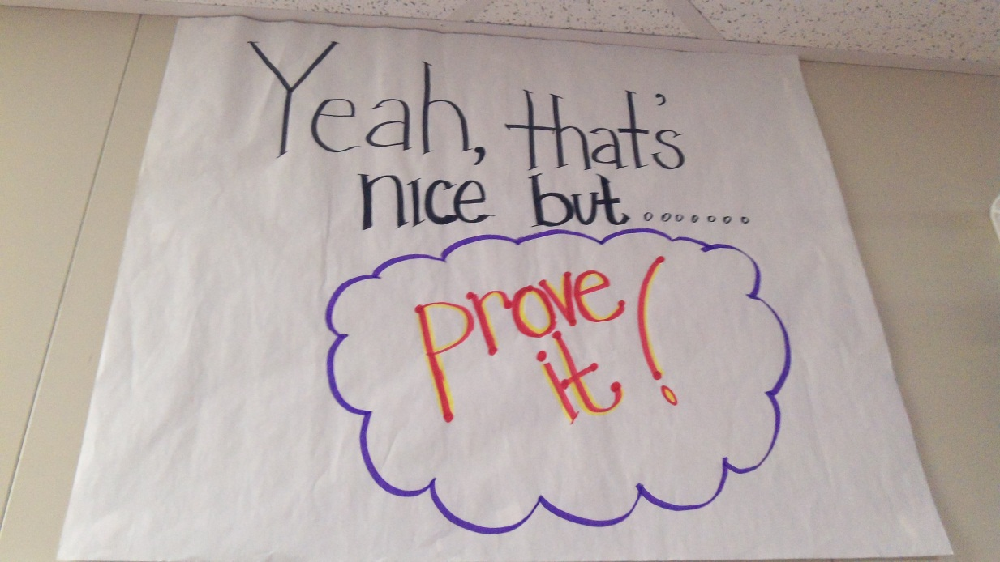 Yeah, that's
nice but.......
prove
it!